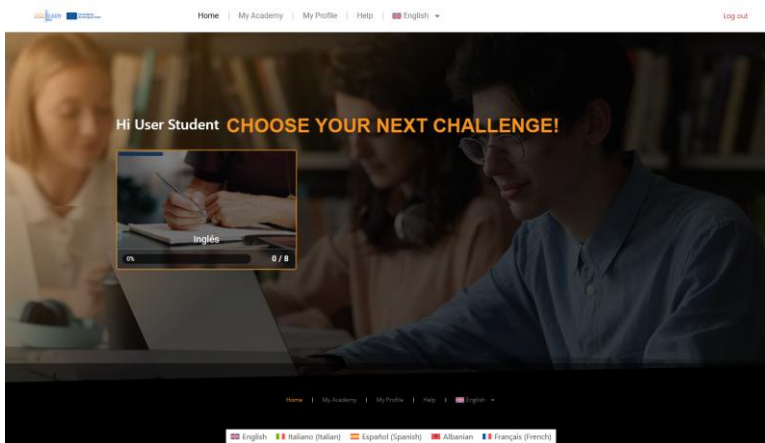 Home | My Academy | My Profile | Help | English
Log out
Hi User Student CHOOSE YOUR NEXT CHALLENGE!
Inglés
0% 0 / 8
Home | My Academy | My Profile | Help | English
English Italiano (Italian) Español (Spanish) Albanian Français (French)